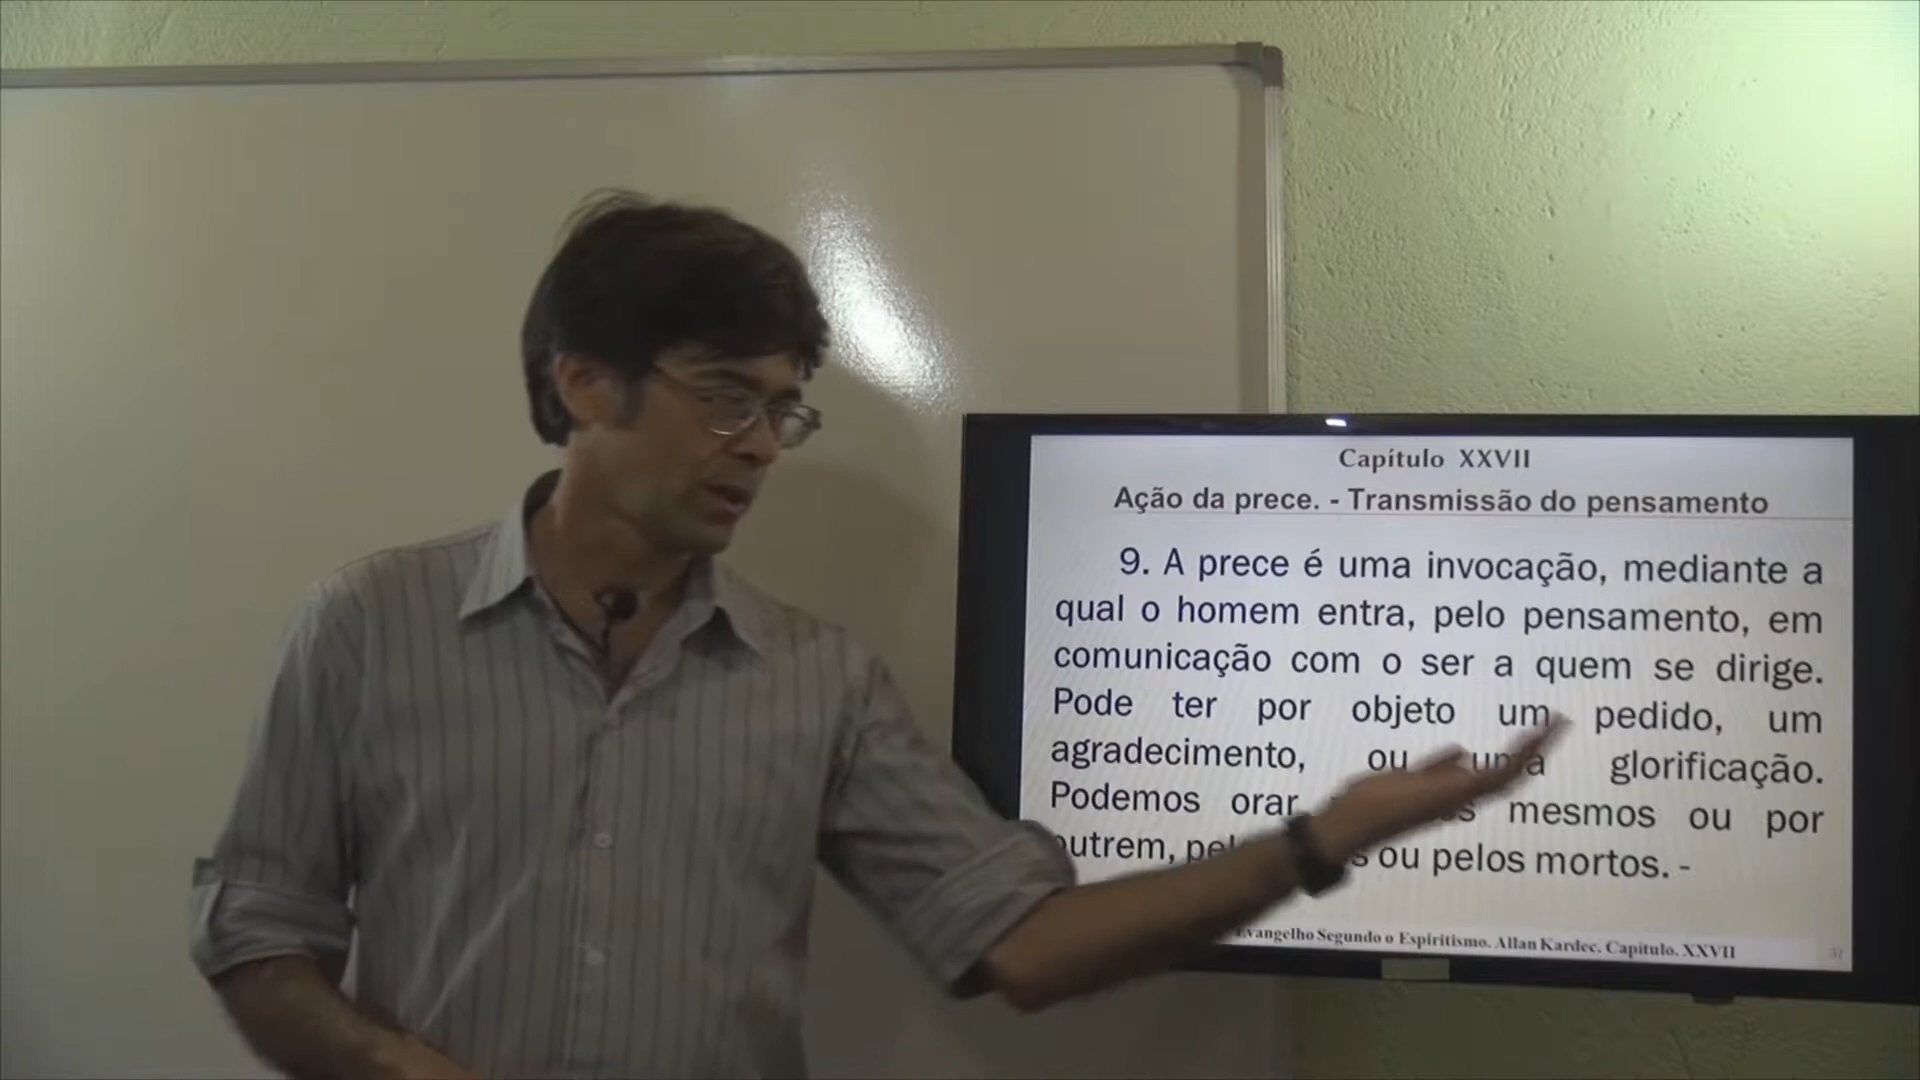 Capítulo XXVII
Ação da prece. - Transmissão do pensamento
9. A prece é uma invocação, mediante a
qual o homem entra, pelo pensamento, em
comunicação com o ser a quem se dirige.
Pode ter por objeto um pedido, um
agradecimento, ou uma glorificação.
Podemos orar mesmos ou por
outrem, ou pelos mortos. -
Evangelho Segundo o Espiritismo. Allan Kardec. Capítulo. XXVII